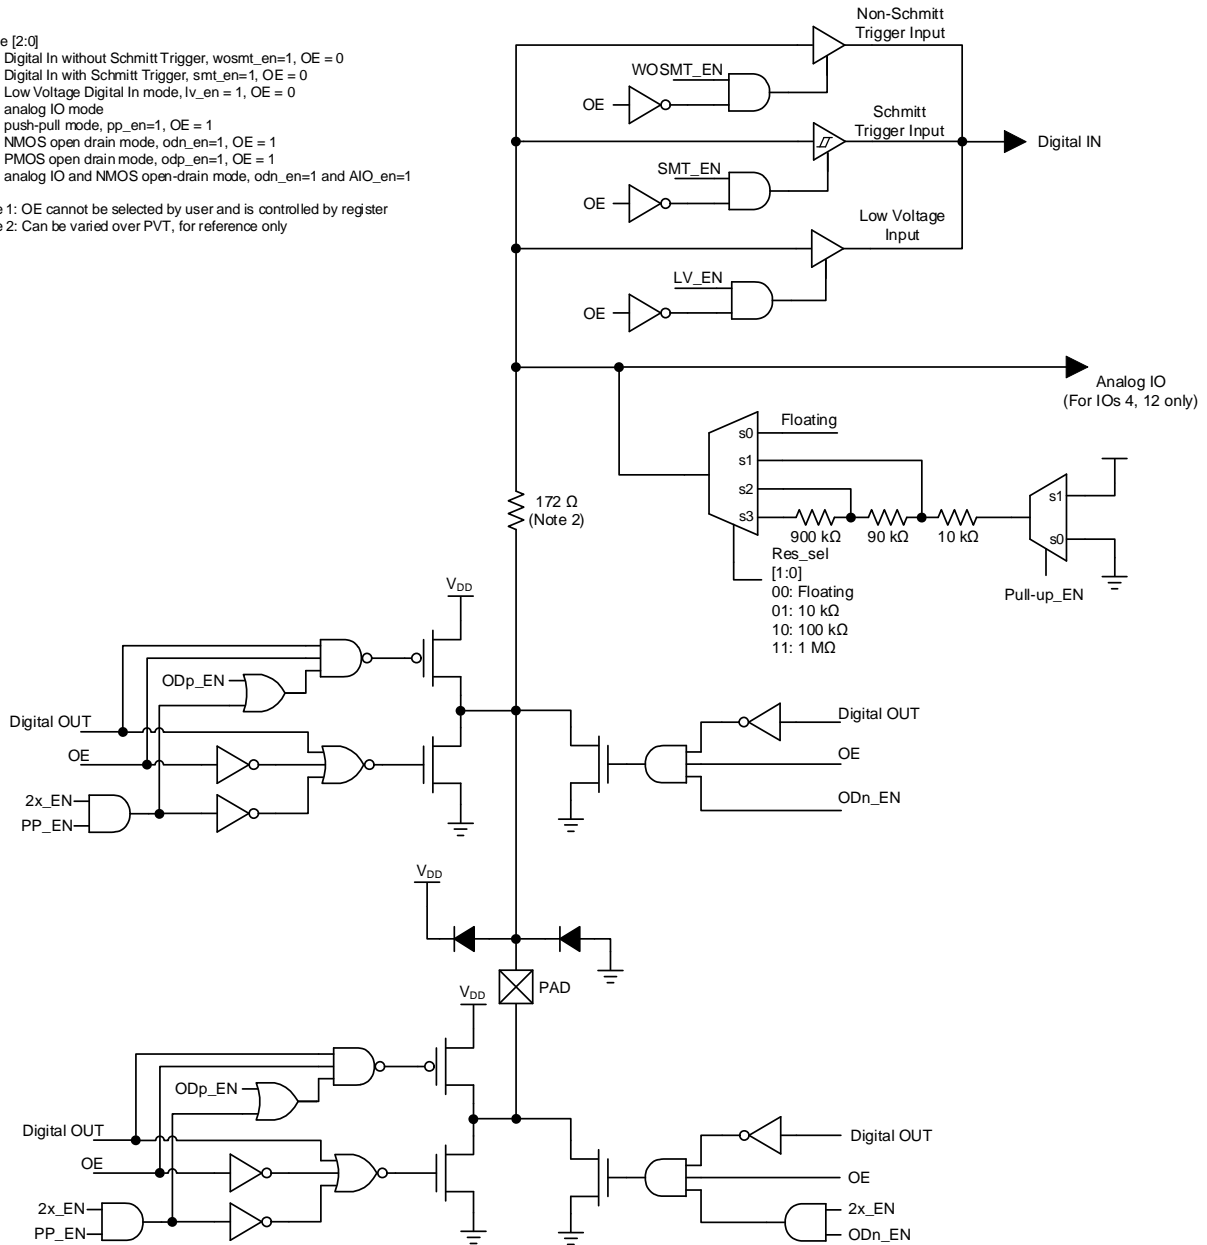 e [2:0]
Digital In without Schmitt Trigger, wosmt_en=1, OE = 0
Digital In with Schmitt Trigger, smt_en=1, OE = 0
Low Voltage Digital In mode, lv_en = 1, OE = 0
analog IO mode
push-pull mode, pp_en=1, OE = 1
NMOS open drain mode, odn_en=1, OE = 1
PMOS open drain mode, odp_en=1, OE = 1
analog IO and NMOS open-drain mode, odn_en=1 and AIO_en=1
e 1: OE cannot be selected by user and is controlled by register
e 2: Can be varied over PVT, for reference only
Non-Schmitt
Trigger Input
WOSMT_EN
OE
Schmitt
Trigger Input
Digital IN
SMT_EN
OE
Low Voltage
Input
LV_EN
OE
Analog IO
(For IOs 4, 12 only)
Floating
s0
s1
s2
s3
900 kΩ
90 kΩ
10 kΩ
s1
s0
Pull-up_EN
Res_sel
[1:0]
00: Floating
01: 10 kΩ
10: 100 kΩ
11: 1 MΩ
172 Ω
(Note 2)
VDD
ODp_EN
Digital OUT
OE
2x_EN
PP_EN
Digital OUT
OE
ODn_EN
VDD
PAD
VDD
ODp_EN
Digital OUT
OE
2x_EN
PP_EN
Digital OUT
OE
2x_EN
ODn_EN